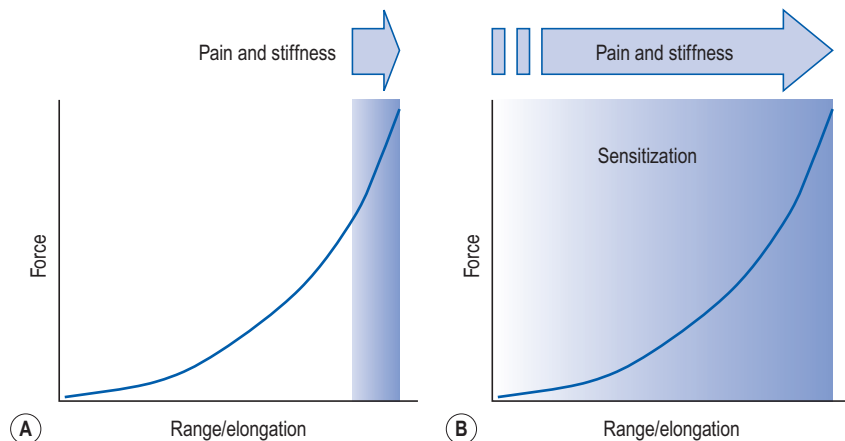 Pain and stiffness
Force
Range/elongation
A
Pain and stiffness
Sensitization
Force
Range/elongation
B